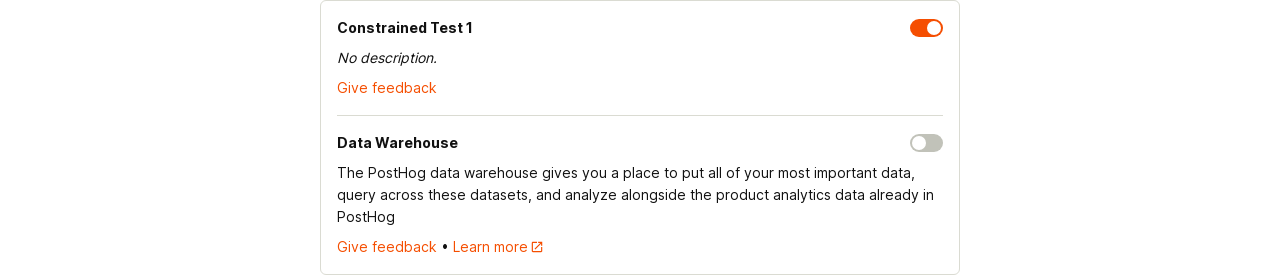 Constrained Test 1
No description.
Give feedback
Data Warehouse
The PostHog data warehouse gives you a place to put all of your most important data,
query across these datasets, and analyze alongside the product analytics data already in
PostHog
Give feedback • Learn more